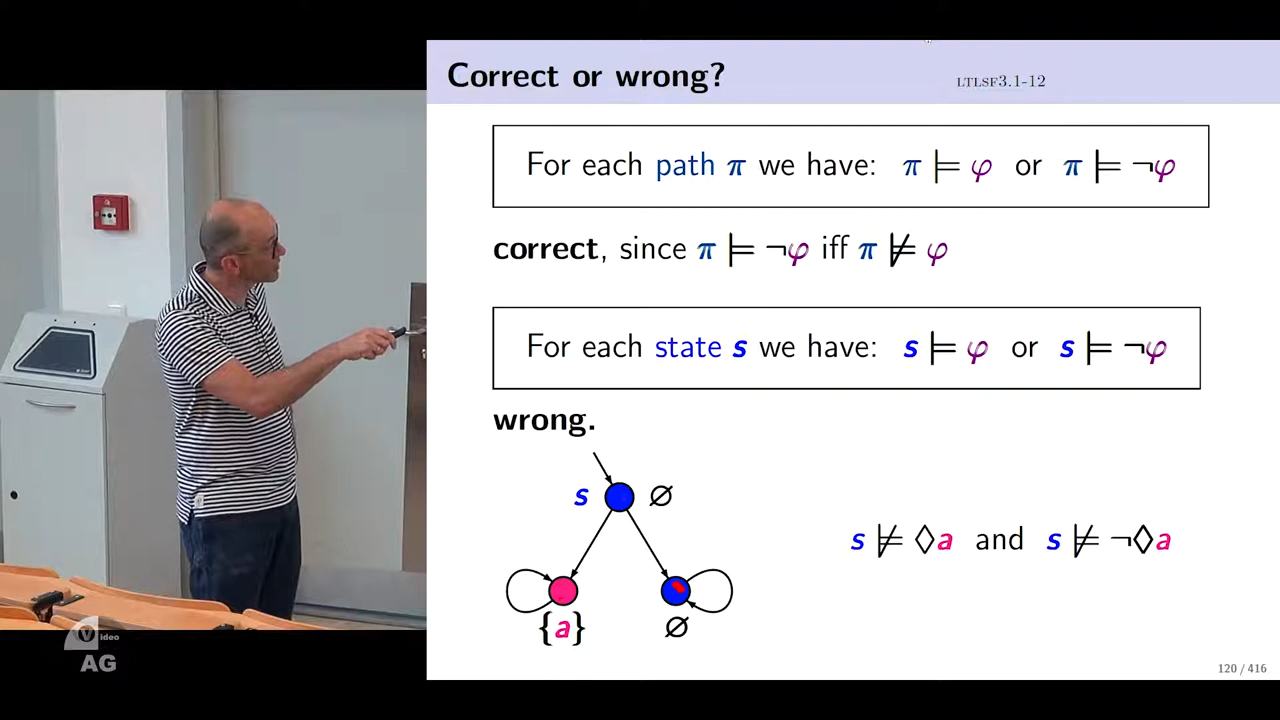 Correct or wrong?
LTLSF3.1-12
For each path π we have: π ⊨ φ or π ⊨ ¬φ
correct, since π ⊨ ¬φ iff π ⊭ φ
For each state s we have: s ⊨ φ or s ⊨ ¬φ
wrong.
s ∅
s ⊭ ◊a and s ⊭ ¬◊a
{a} ∅
Video
AG
120 / 416